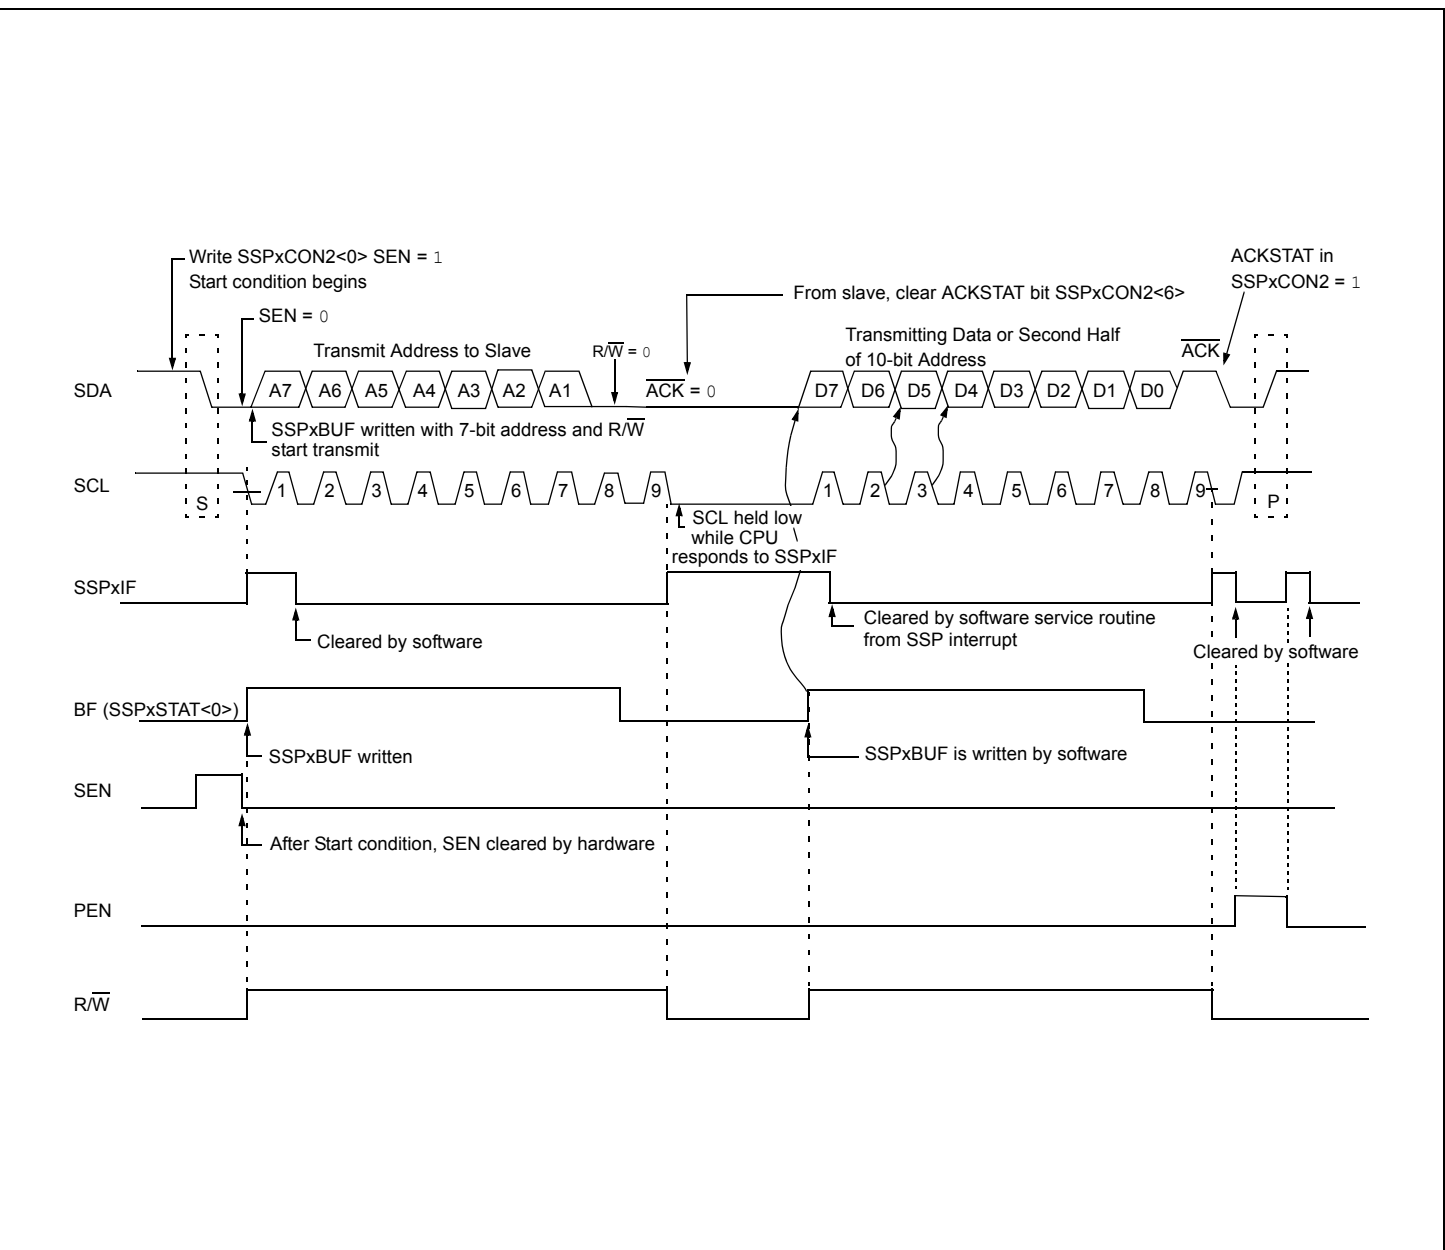 Write SSPxCON2<0> SEN = 1
Start condition begins
ACKSTAT in
SSPxCON2 = 1
From slave, clear ACKSTAT bit SSPxCON2<6>
SEN = 0
Transmitting Data or Second Half
of 10-bit Address
Transmit Address to Slave
R/W̅ = 0
A̅C̅K̅
SDA
A7 A6 A5 A4 A3 A2 A1
A̅C̅K̅ = 0
D7 D6 D5 D4 D3 D2 D1 D0
SSPxBUF written with 7-bit address and R/W̅
start transmit
SCL
1 2 3 4 5 6 7 8 9
1 2 3 4 5 6 7 8 9
S
P
SCL held low
while CPU
responds to SSPxIF
SSPxIF
Cleared by software
Cleared by software service routine
from SSP interrupt
Cleared by software
BF (SSPxSTAT<0>)
SSPxBUF written
SSPxBUF is written by software
SEN
After Start condition, SEN cleared by hardware
PEN
R/W̅